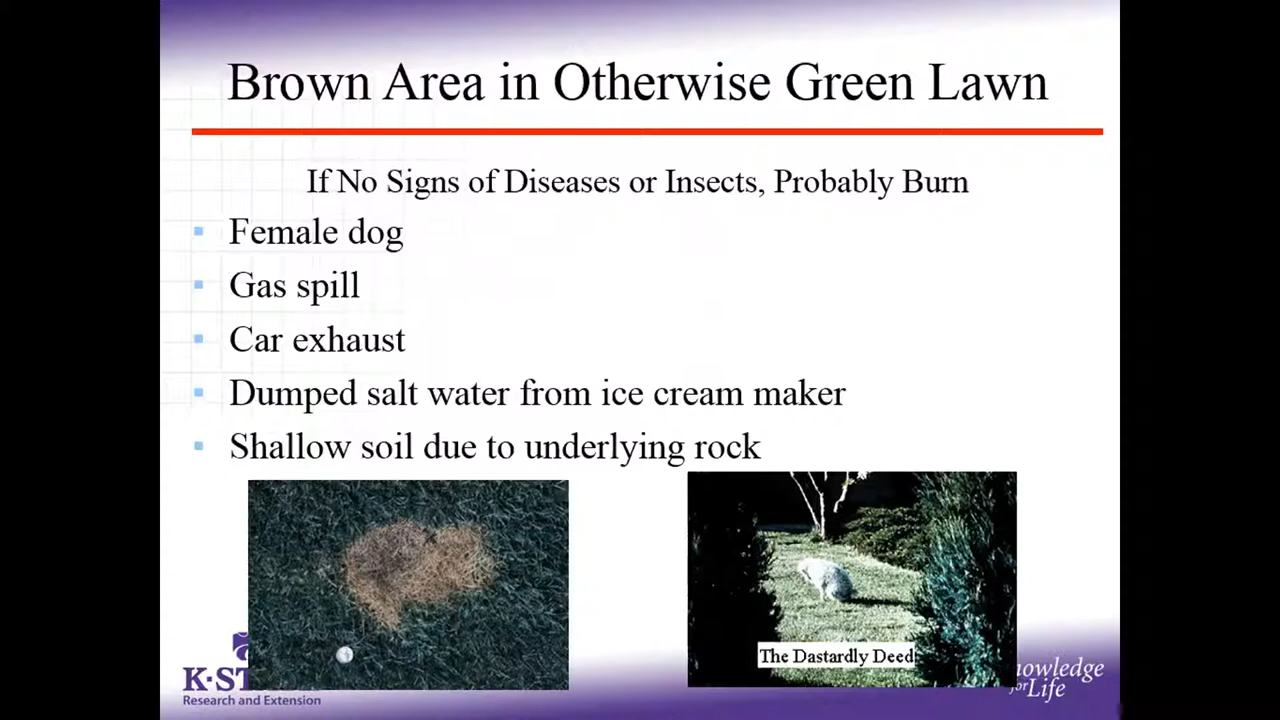 Brown Area in Otherwise Green Lawn
If No Signs of Diseases or Insects, Probably Burn
Female dog
Gas spill
Car exhaust
Dumped salt water from ice cream maker
Shallow soil due to underlying rock
The Dastardly Deed
K-ST
Research and Extension
nowledge
for Life